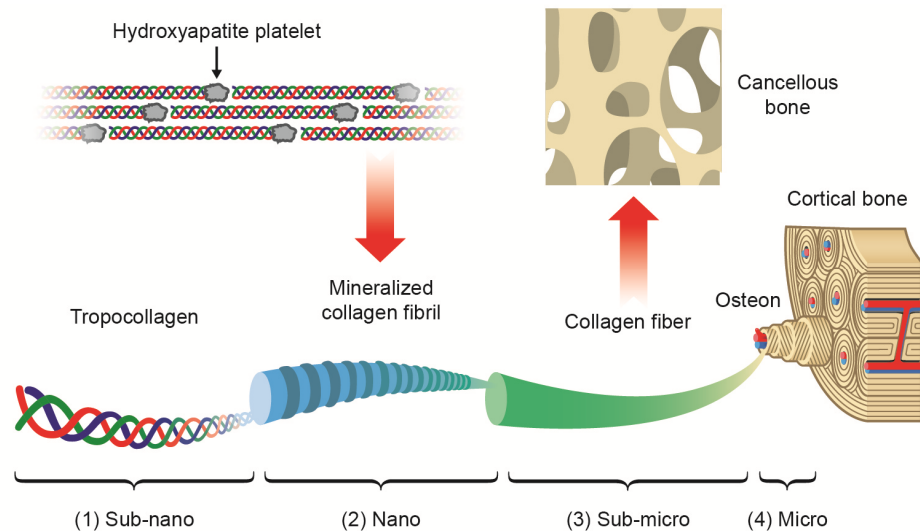 Hydroxyapatite platelet
Cancellous
bone
Cortical bone
Mineralized
collagen fibril
Tropocollagen
Collagen fiber
Osteon
(1) Sub-nano
(2) Nano
(3) Sub-micro
(4) Micro